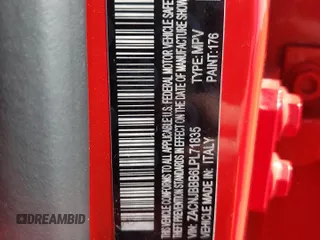 THIS VEHICLE CONFORMS TO ALL APPLICABLE U.S. FEDERAL MOTOR VEHICLE SAFE
THEFT PREVENTION STANDARDS IN EFFECT ON THE DATE OF MANUFACTURE SHOWN
VIN: ZACNJBBB6LPL71835 TYPE: MPV
VEHICLE MADE IN: ITALY PAINT: 176
DREAMBID